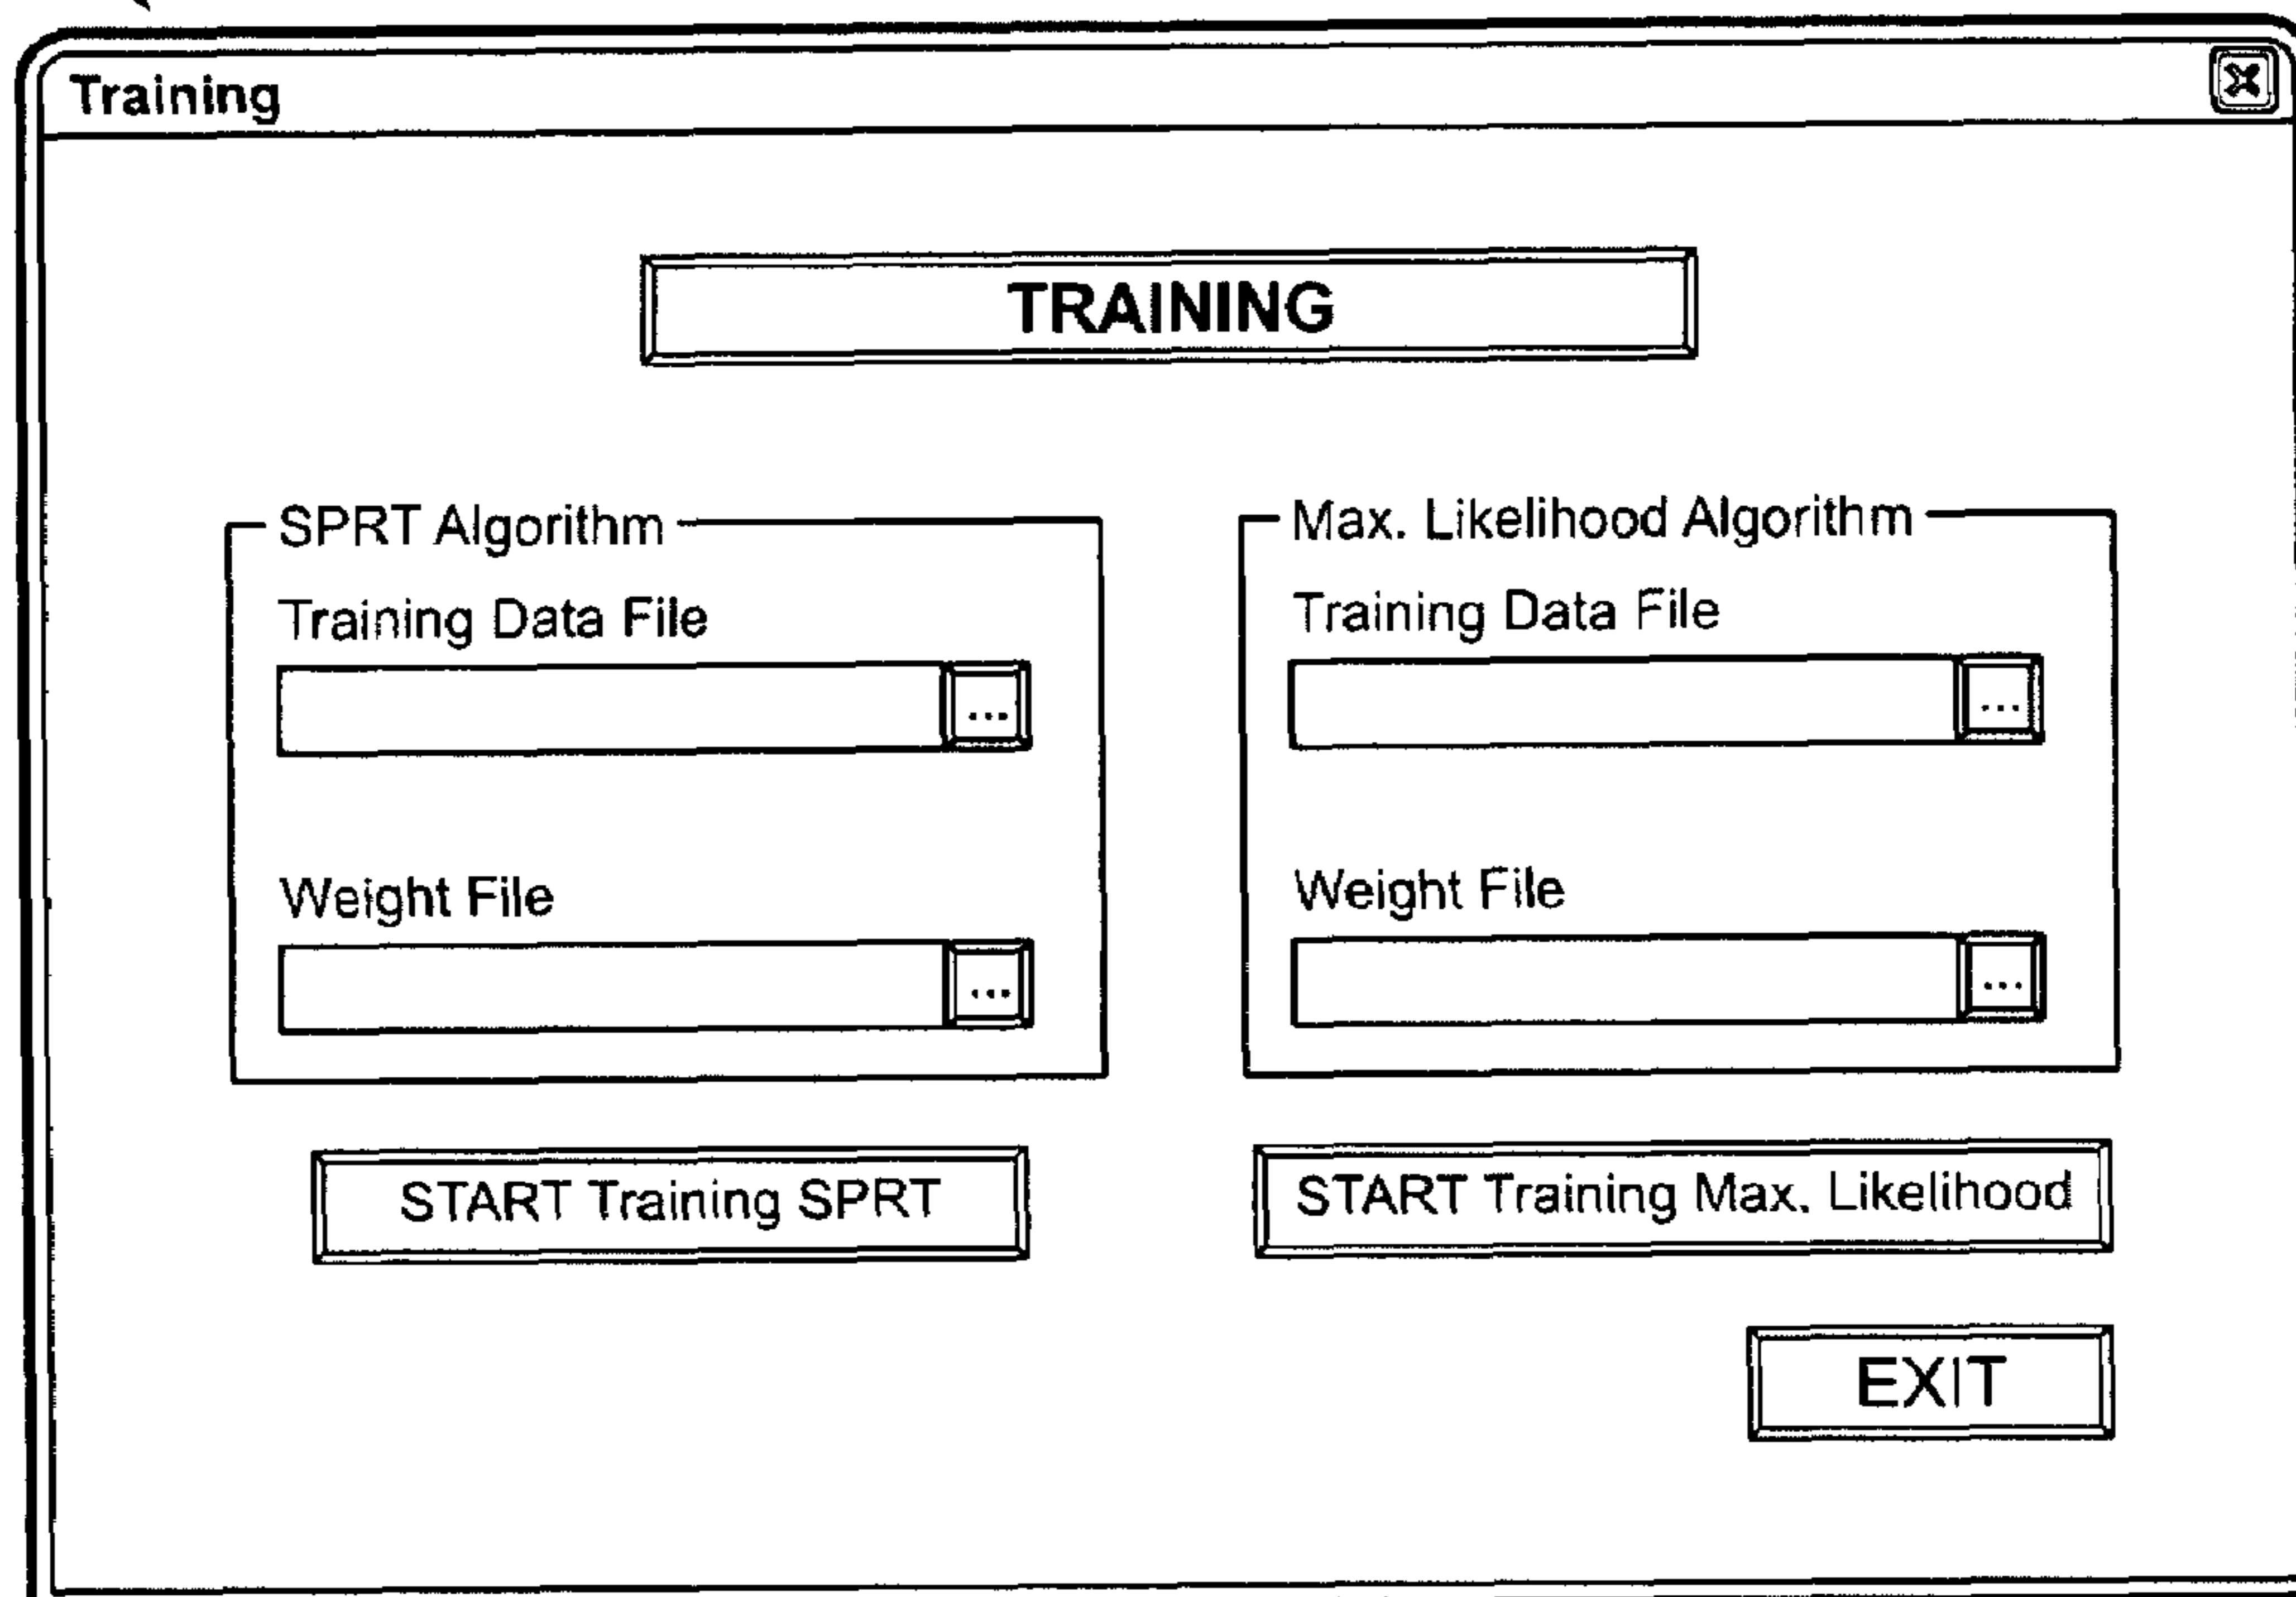 Training
TRAINING
SPRT Algorithm
Training Data File
...
Weight File
...
START Training SPRT
Max. Likelihood Algorithm
Training Data File
...
Weight File
...
START Training Max. Likelihood
EXIT